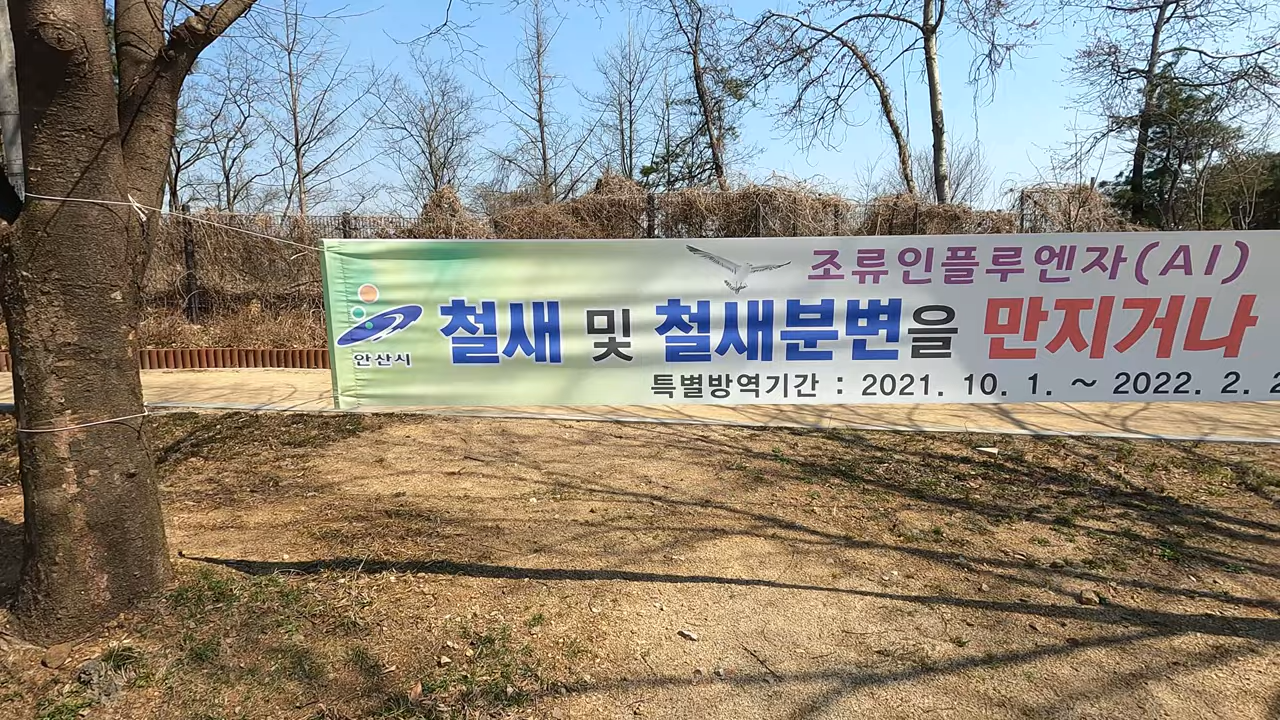 조류인플루엔자(AI)
안산시
철새 및 철새분변을 만지거나
특별방역기간 : 2021. 10. 1. ~ 2022. 2.